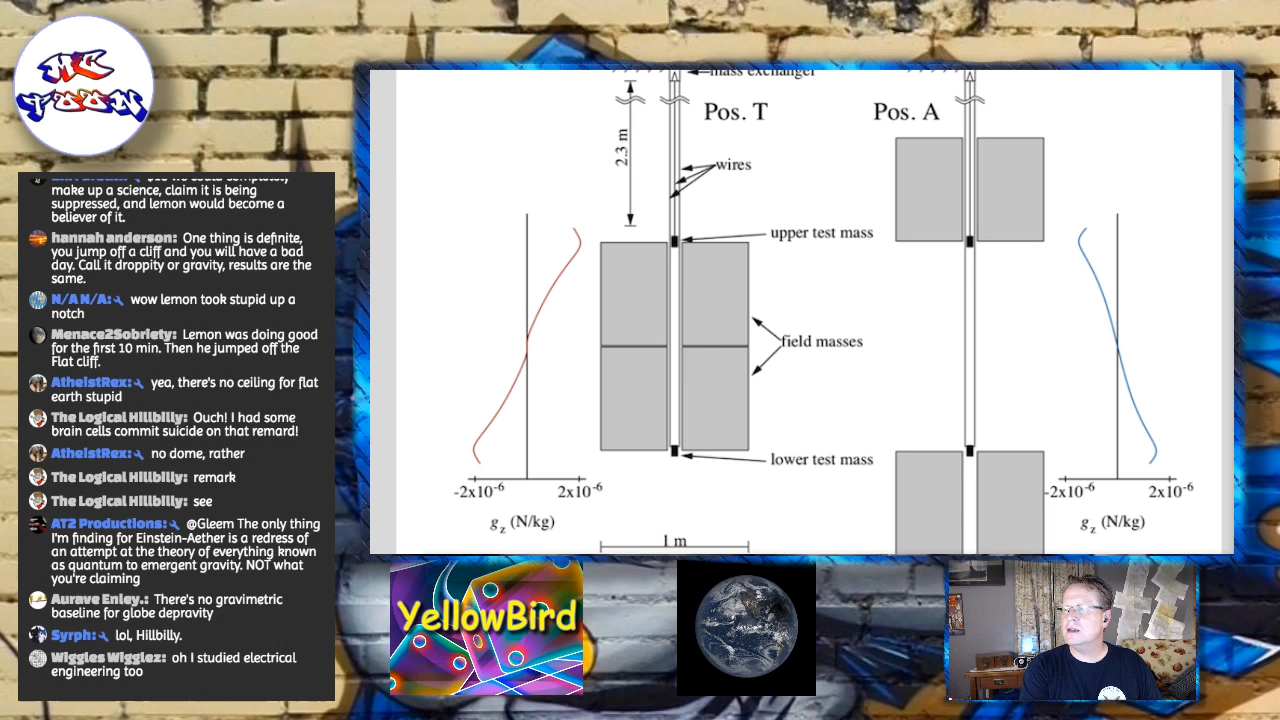 MC
TOON
make up a science, claim it is being
suppressed, and lemon would become a
believer of it.
hannah anderson: One thing is definite,
you jump off a cliff and you will have a bad
day. Call it droppity or gravity, results are the
same.
N/A N/A: wow lemon took stupid up a
notch
Menace2Sobriety: Lemon was doing good
for the first 10 min. Then he jumped off the
Flat cliff.
AtheistRex: yea, there's no ceiling for flat
earth stupid
The Logical Hillbilly: Ouch! I had some
brain cells commit suicide on that remard!
AtheistRex: no dome, rather
The Logical Hillbilly: remark
The Logical Hillbilly: see
AT2 Productions: @Gleem The only thing
I'm finding for Einstein-Aether is a redress of
an attempt at the theory of everything known
as quantum to emergent gravity. NOT what
you're claiming
Aurave Enley.: There's no gravimetric
baseline for globe depravity
Syrph: lol, Hillbilly.
Wiggles Wigglez: oh I studied electrical
engineering too
mass exchanger
Pos. T
Pos. A
2.3 m
wires
upper test mass
field masses
lower test mass
-2x10⁻⁶ 2x10⁻⁶
g_z (N/kg)
1 m
-2x10⁻⁶ 2x10⁻⁶
g_z (N/kg)
YellowBird